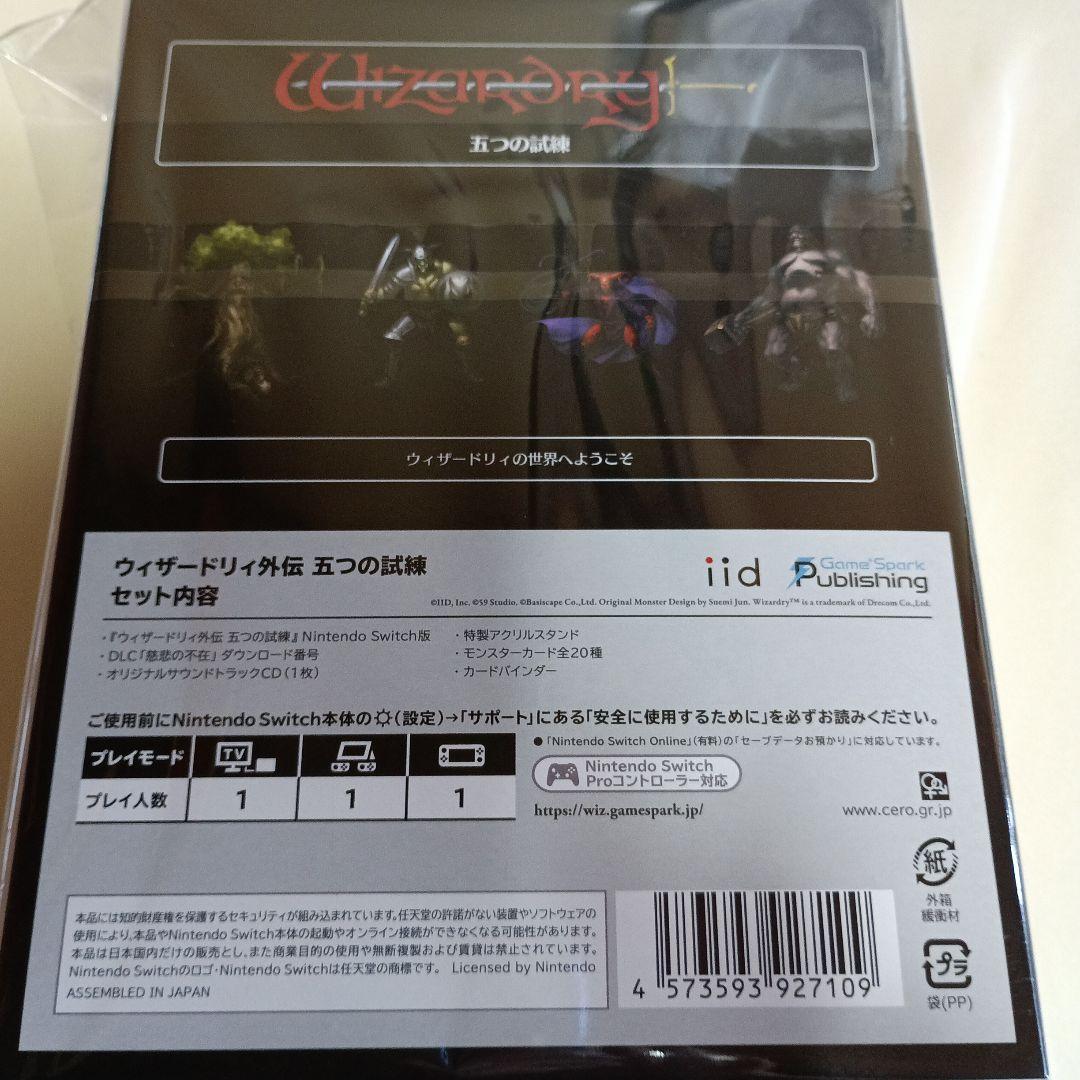 Wizardry
五つの試練
ウィザードリィの世界へようこそ
ウィザードリィ外伝 五つの試練
セット内容
iid
Game*Spark
Publishing
©IID, Inc. ©59 Studio. ©Basiscape Co.,Ltd. Original Monster Design by Suemi Jun. Wizardry™ is a trademark of Drecom Co.,Ltd.
・『ウィザードリィ外伝 五つの試練』 Nintendo Switch版
・DLC「慈悲の不在」 ダウンロード番号
・オリジナルサウンドトラックCD(1枚)
・特製アクリルスタンド
・モンスターカード全20種
・カードバインダー
ご使用前にNintendo Switch本体の(設定)→「サポート」にある「安全に使用するために」を必ずお読みください。
プレイモード
TV
プレイ人数 1 1 1
●「Nintendo Switch Online」(有料)の「セーブデータお預かり」に対応しています。
Nintendo Switch
Proコントローラー対応
https://wiz.gamespark.jp/
www.cero.gr.jp
紙
外箱
緩衝材
プラ
袋(PP)
本品には知的財産権を保護するセキュリティが組み込まれています。任天堂の許諾がない装置やソフトウェアの
使用により、本品やNintendo Switch本体の起動やオンライン接続ができなくなる可能性があります。
本品は日本国内だけの販売とし、また商業目的の使用や無断複製および賃貸は禁止されています。
Nintendo Switchのロゴ・Nintendo Switchは任天堂の商標です。 Licensed by Nintendo
ASSEMBLED IN JAPAN
4 573593 927109